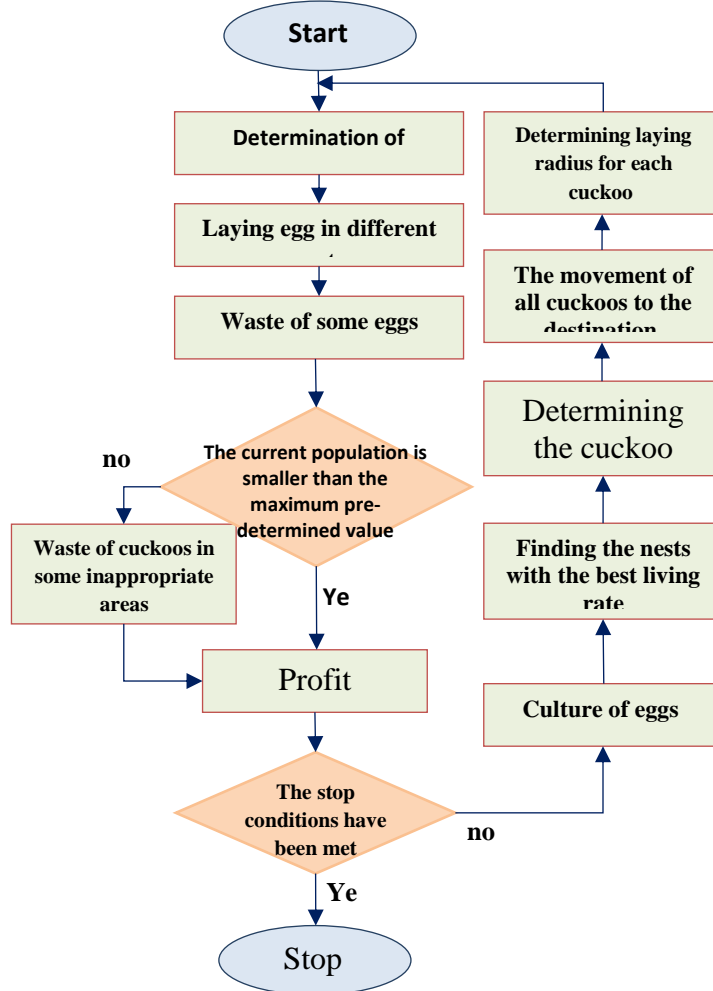 Start
Determination of
Laying egg in different
Waste of some eggs
The current population is
smaller than the
maximum pre-
determined value
no
Waste of cuckoos in
some inappropriate
areas
Ye
Profit
The stop
conditions have
been met
no
Ye
Stop
Culture of eggs
Finding the nests
with the best living
rate
Determining
the cuckoo
The movement of
all cuckoos to the
destination
Determining laying
radius for each
cuckoo